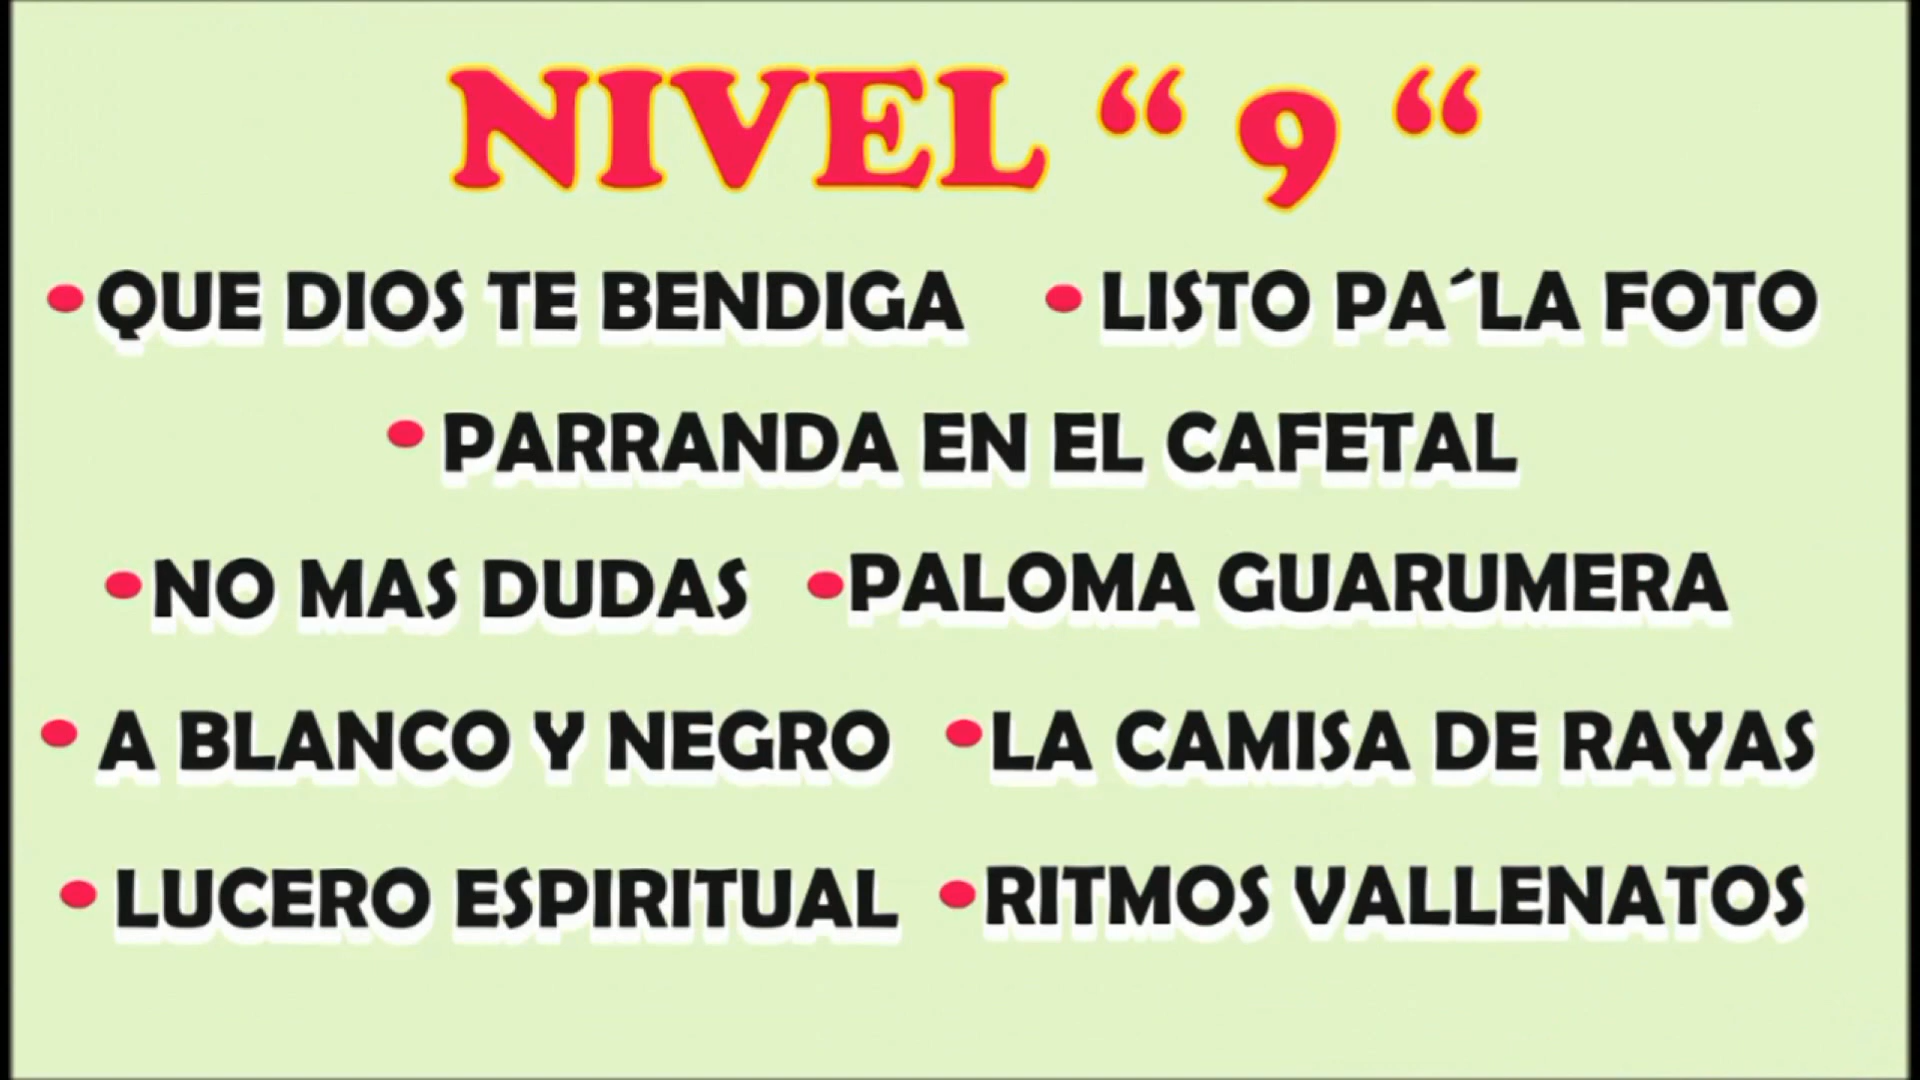 NIVEL “ 9 “
• QUE DIOS TE BENDIGA • LISTO PA´LA FOTO
• PARRANDA EN EL CAFETAL
• NO MAS DUDAS •PALOMA GUARUMERA
• A BLANCO Y NEGRO •LA CAMISA DE RAYAS
• LUCERO ESPIRITUAL •RITMOS VALLENATOS